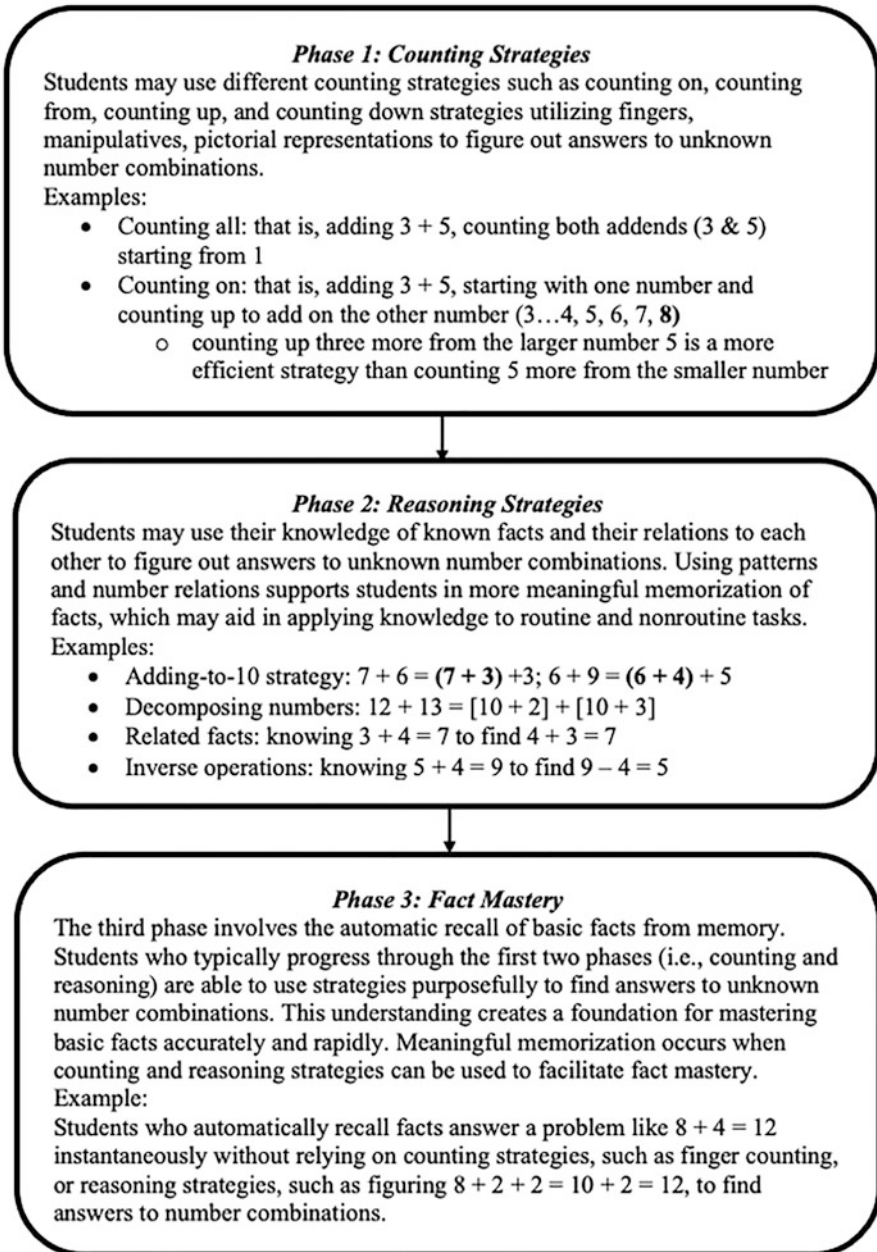 Phase 1: Counting Strategies
Students may use different counting strategies such as counting on, counting
from, counting up, and counting down strategies utilizing fingers,
manipulatives, pictorial representations to figure out answers to unknown
number combinations.
Examples:
• Counting all: that is, adding 3 + 5, counting both addends (3 & 5)
starting from 1
• Counting on: that is, adding 3 + 5, starting with one number and
counting up to add on the other number (3…4, 5, 6, 7, 8)
o counting up three more from the larger number 5 is a more
efficient strategy than counting 5 more from the smaller number
Phase 2: Reasoning Strategies
Students may use their knowledge of known facts and their relations to each
other to figure out answers to unknown number combinations. Using patterns
and number relations supports students in more meaningful memorization of
facts, which may aid in applying knowledge to routine and nonroutine tasks.
Examples:
• Adding-to-10 strategy: 7 + 6 = (7 + 3) +3; 6 + 9 = (6 + 4) + 5
• Decomposing numbers: 12 + 13 = [10 + 2] + [10 + 3]
• Related facts: knowing 3 + 4 = 7 to find 4 + 3 = 7
• Inverse operations: knowing 5 + 4 = 9 to find 9 – 4 = 5
Phase 3: Fact Mastery
The third phase involves the automatic recall of basic facts from memory.
Students who typically progress through the first two phases (i.e., counting and
reasoning) are able to use strategies purposefully to find answers to unknown
number combinations. This understanding creates a foundation for mastering
basic facts accurately and rapidly. Meaningful memorization occurs when
counting and reasoning strategies can be used to facilitate fact mastery.
Example:
Students who automatically recall facts answer a problem like 8 + 4 = 12
instantaneously without relying on counting strategies, such as finger counting,
or reasoning strategies, such as figuring 8 + 2 + 2 = 10 + 2 = 12, to find
answers to number combinations.